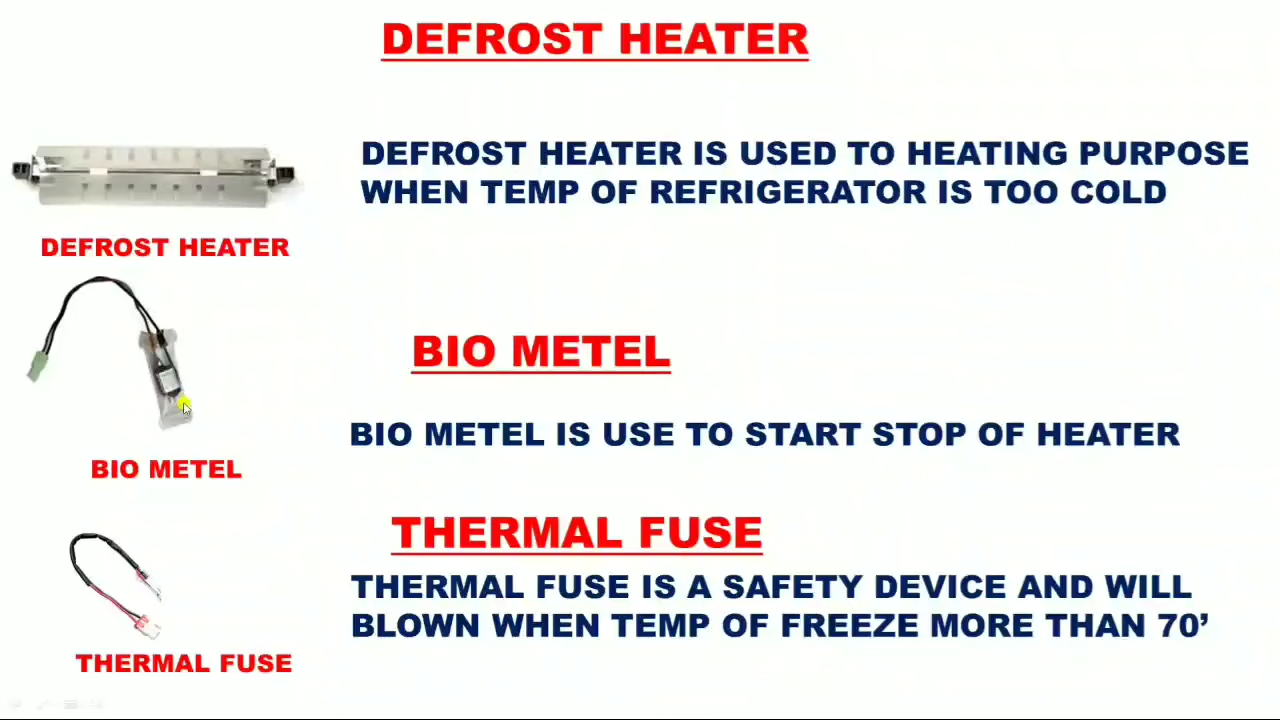 DEFROST HEATER
DEFROST HEATER IS USED TO HEATING PURPOSE
WHEN TEMP OF REFRIGERATOR IS TOO COLD
DEFROST HEATER
BIO METEL
BIO METEL IS USE TO START STOP OF HEATER
BIO METEL
THERMAL FUSE
THERMAL FUSE IS A SAFETY DEVICE AND WILL
BLOWN WHEN TEMP OF FREEZE MORE THAN 70’
THERMAL FUSE